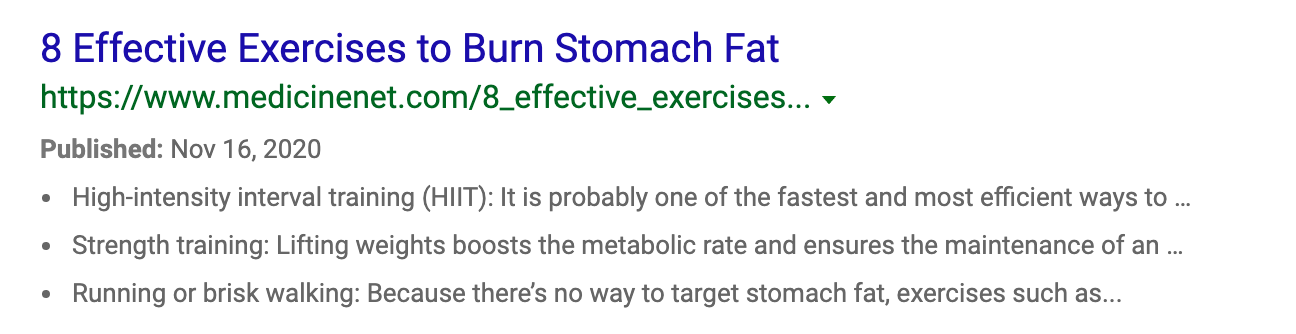 8 Effective Exercises to Burn Stomach Fat
https://www.medicinenet.com/8_effective_exercises...
Published: Nov 16, 2020
• High-intensity interval training (HIIT): It is probably one of the fastest and most efficient ways to ...
• Strength training: Lifting weights boosts the metabolic rate and ensures the maintenance of an ...
• Running or brisk walking: Because there’s no way to target stomach fat, exercises such as...